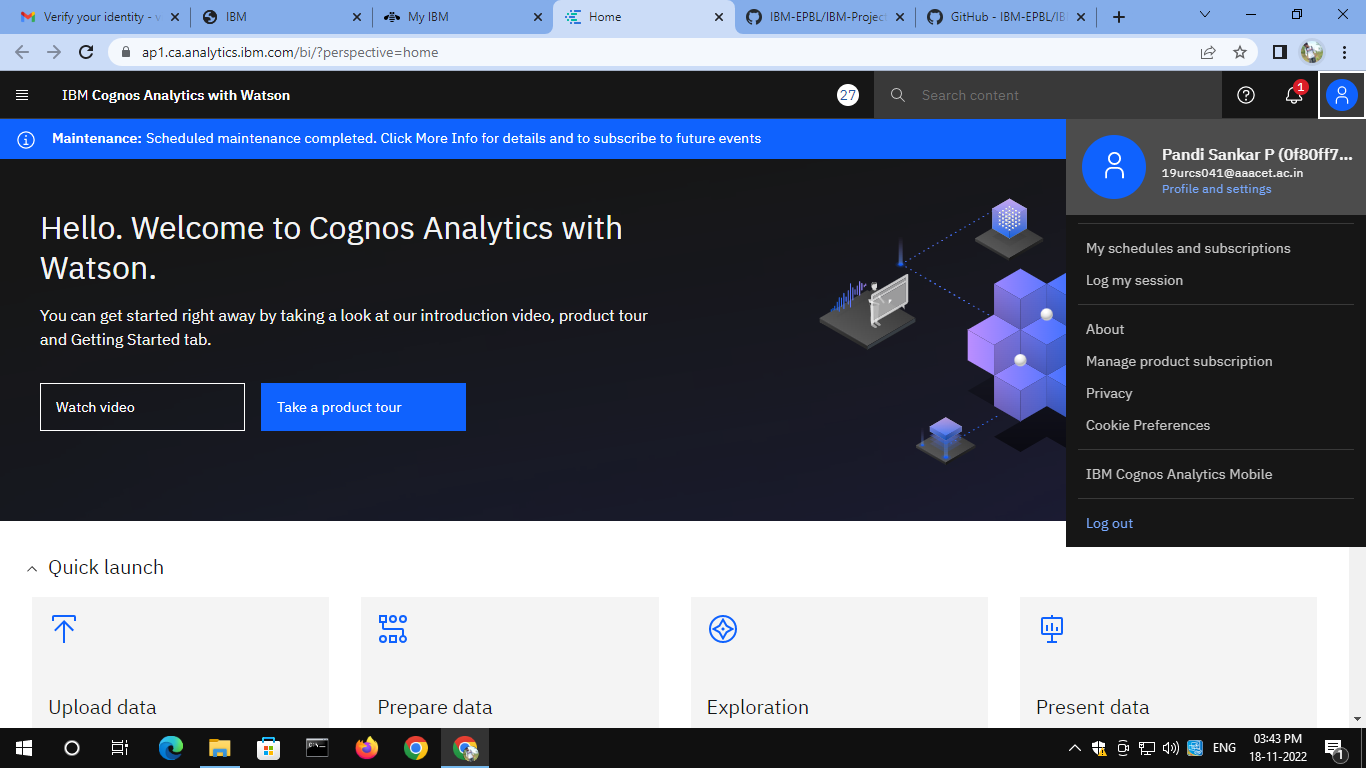 Verify your identity - v
IBM
My IBM
Home
IBM-EPBL/IBM-Project
GitHub - IBM-EPBL/IB
ap1.ca.analytics.ibm.com/bi/?perspective=home
IBM Cognos Analytics with Watson
27
Search content
1
Maintenance: Scheduled maintenance completed. Click More Info for details and to subscribe to future events
Pandi Sankar P (0f80ff7...
19urcs041@aaacet.ac.in
Profile and settings
My schedules and subscriptions
Log my session
About
Manage product subscription
Privacy
Cookie Preferences
IBM Cognos Analytics Mobile
Log out
Hello. Welcome to Cognos Analytics with
Watson.
You can get started right away by taking a look at our introduction video, product tour
and Getting Started tab.
Watch video
Take a product tour
Quick launch
Upload data
Prepare data
Exploration
Present data
ENG
03:43 PM
18-11-2022
1